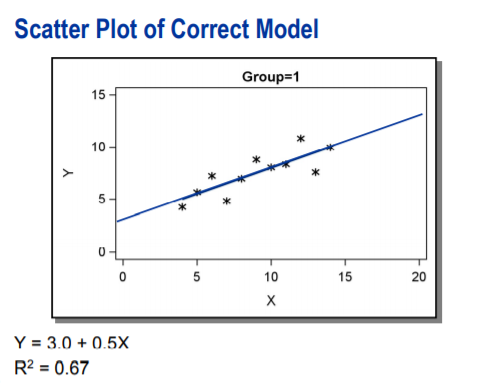 Scatter Plot of Correct Model
Group=1
15
10
Y
5
0
0 5 10 15 20
X
Y = 3.0 + 0.5X
R² = 0.67